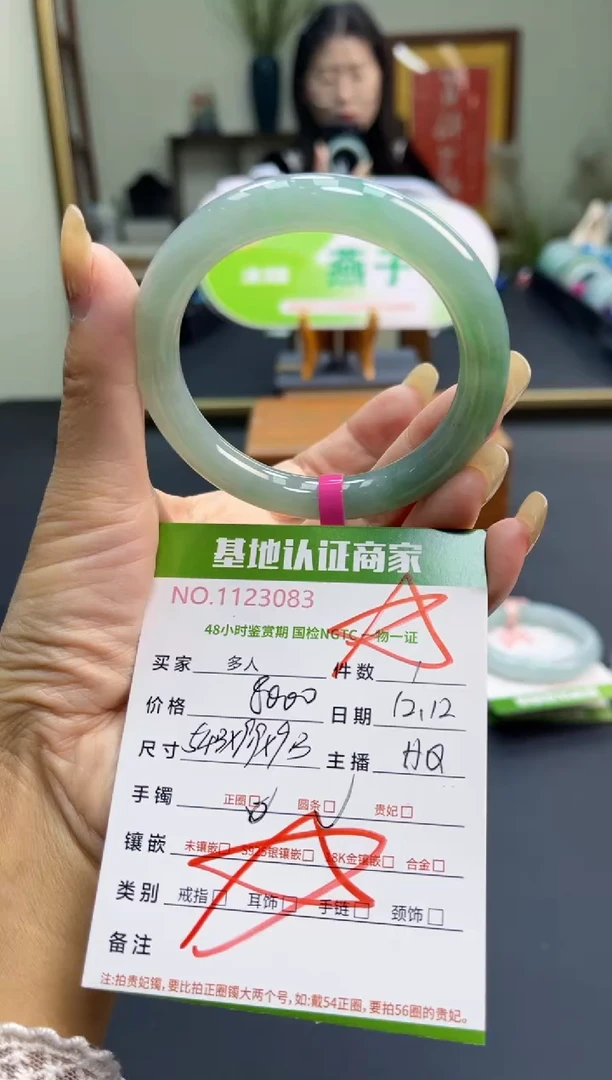 燕子
基地认证商家
NO.1123083
48小时鉴赏期 国检NGTC 一物一证
买家 多人 件数 1
价格 8000 日期 12.12
尺寸 54.3X9.9X9.3 主播 HQ
手镯 正圈□ 圆条□ 贵妃□
镶嵌 未镶嵌□ S925银镶嵌□ 18K金镶嵌□ 合金□
类别 戒指□ 耳饰□ 手链□ 颈饰□
备注
注:拍贵妃镯,要比拍正圈镯大两个号,如:戴54正圈,要拍56圈的贵妃。